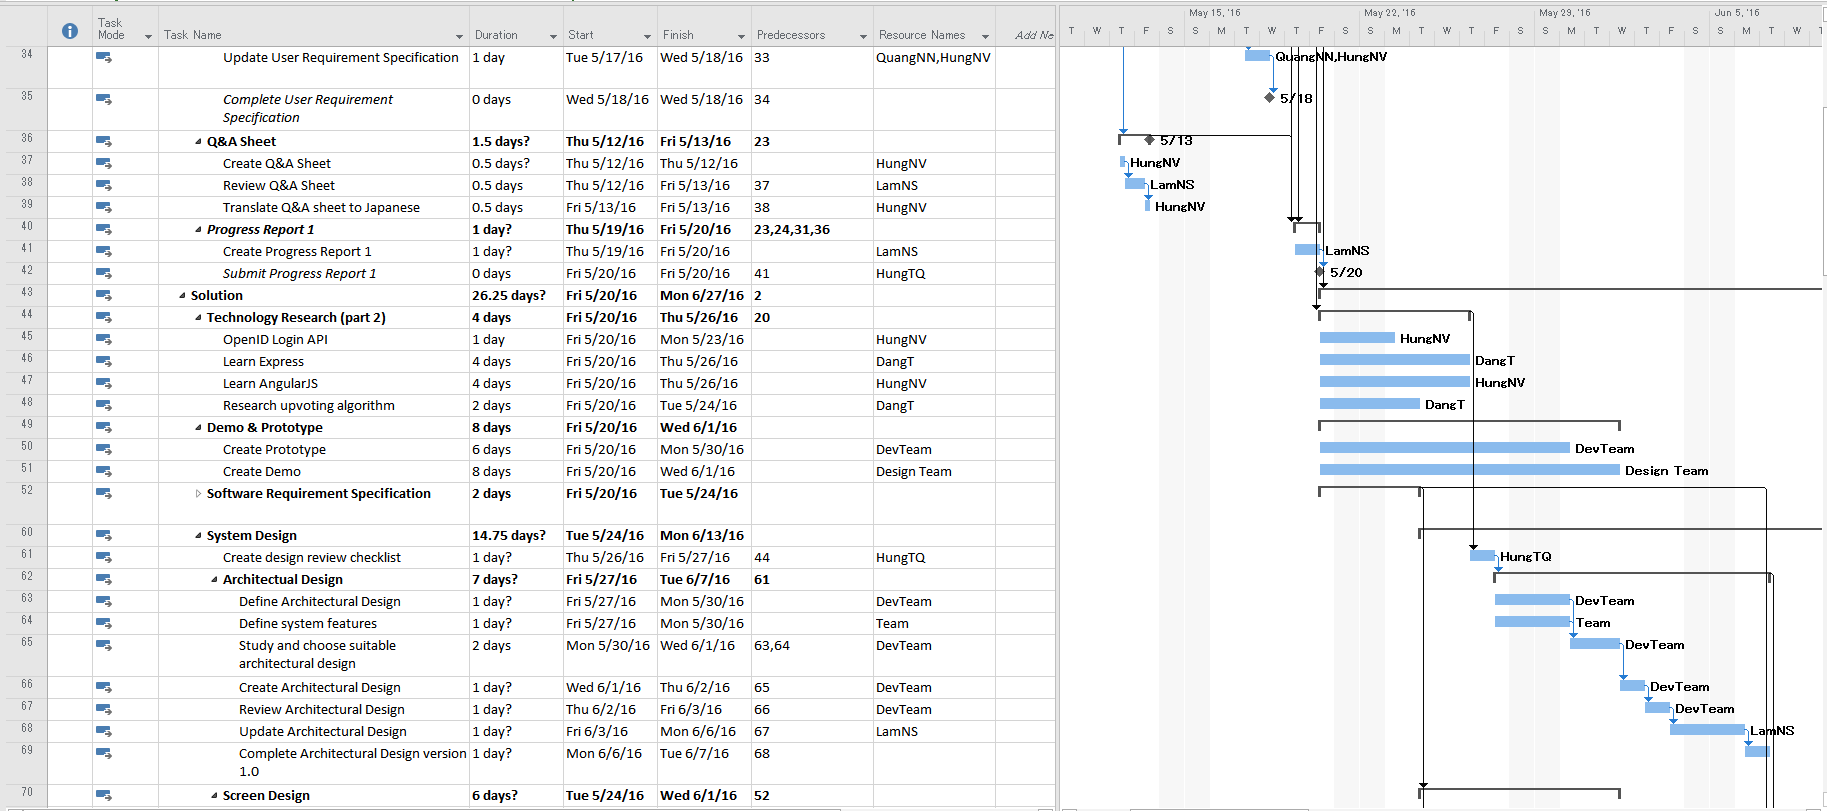 Task Mode Task Name Duration Start Finish Predecessors Resource Names Add Ne
34 Update User Requirement Specification 1 day Tue 5/17/16 Wed 5/18/16 33 QuangNN,HungNV
35 Complete User Requirement Specification 0 days Wed 5/18/16 Wed 5/18/16 34
36 Q&A Sheet 1.5 days? Thu 5/12/16 Fri 5/13/16 23
37 Create Q&A Sheet 0.5 days? Thu 5/12/16 Thu 5/12/16 HungNV
38 Review Q&A Sheet 0.5 days Thu 5/12/16 Fri 5/13/16 37 LamNS
39 Translate Q&A sheet to Japanese 0.5 days Fri 5/13/16 Fri 5/13/16 38 HungNV
40 Progress Report 1 1 day? Thu 5/19/16 Fri 5/20/16 23,24,31,36
41 Create Progress Report 1 1 day? Thu 5/19/16 Fri 5/20/16 LamNS
42 Submit Progress Report 1 0 days Fri 5/20/16 Fri 5/20/16 41 HungTQ
43 Solution 26.25 days? Fri 5/20/16 Mon 6/27/16 2
44 Technology Research (part 2) 4 days Fri 5/20/16 Thu 5/26/16 20
45 OpenID Login API 1 day Fri 5/20/16 Mon 5/23/16 HungNV
46 Learn Express 4 days Fri 5/20/16 Thu 5/26/16 DangT
47 Learn AngularJS 4 days Fri 5/20/16 Thu 5/26/16 HungNV
48 Research upvoting algorithm 2 days Fri 5/20/16 Tue 5/24/16 DangT
49 Demo & Prototype 8 days Fri 5/20/16 Wed 6/1/16
50 Create Prototype 6 days Fri 5/20/16 Mon 5/30/16 DevTeam
51 Create Demo 8 days Fri 5/20/16 Wed 6/1/16 Design Team
52 Software Requirement Specification 2 days Fri 5/20/16 Tue 5/24/16
60 System Design 14.75 days? Tue 5/24/16 Mon 6/13/16
61 Create design review checklist 1 day? Thu 5/26/16 Fri 5/27/16 44 HungTQ
62 Architectual Design 7 days? Fri 5/27/16 Tue 6/7/16 61
63 Define Architectural Design 1 day? Fri 5/27/16 Mon 5/30/16 DevTeam
64 Define system features 1 day? Fri 5/27/16 Mon 5/30/16 Team
65 Study and choose suitable architectural design 2 days Mon 5/30/16 Wed 6/1/16 63,64 DevTeam
66 Create Architectural Design 1 day? Wed 6/1/16 Thu 6/2/16 65 DevTeam
67 Review Architectural Design 1 day? Thu 6/2/16 Fri 6/3/16 66 DevTeam
68 Update Architectural Design 1 day? Fri 6/3/16 Mon 6/6/16 67 LamNS
69 Complete Architectural Design version 1.0 1 day? Mon 6/6/16 Tue 6/7/16 68
70 Screen Design 6 days? Tue 5/24/16 Wed 6/1/16 52
May 15, '16 May 22, '16 May 29, '16 Jun 5, '16
T W T F S S M T W T F S S M T W T F S S M T W T F S S M T W
QuangNN,HungNV
5/18
5/13
HungNV
LamNS
HungNV
LamNS
5/20
HungNV
DangT
HungNV
DangT
DevTeam
Design Team
HungTQ
DevTeam
Team
DevTeam
DevTeam
DevTeam
LamNS